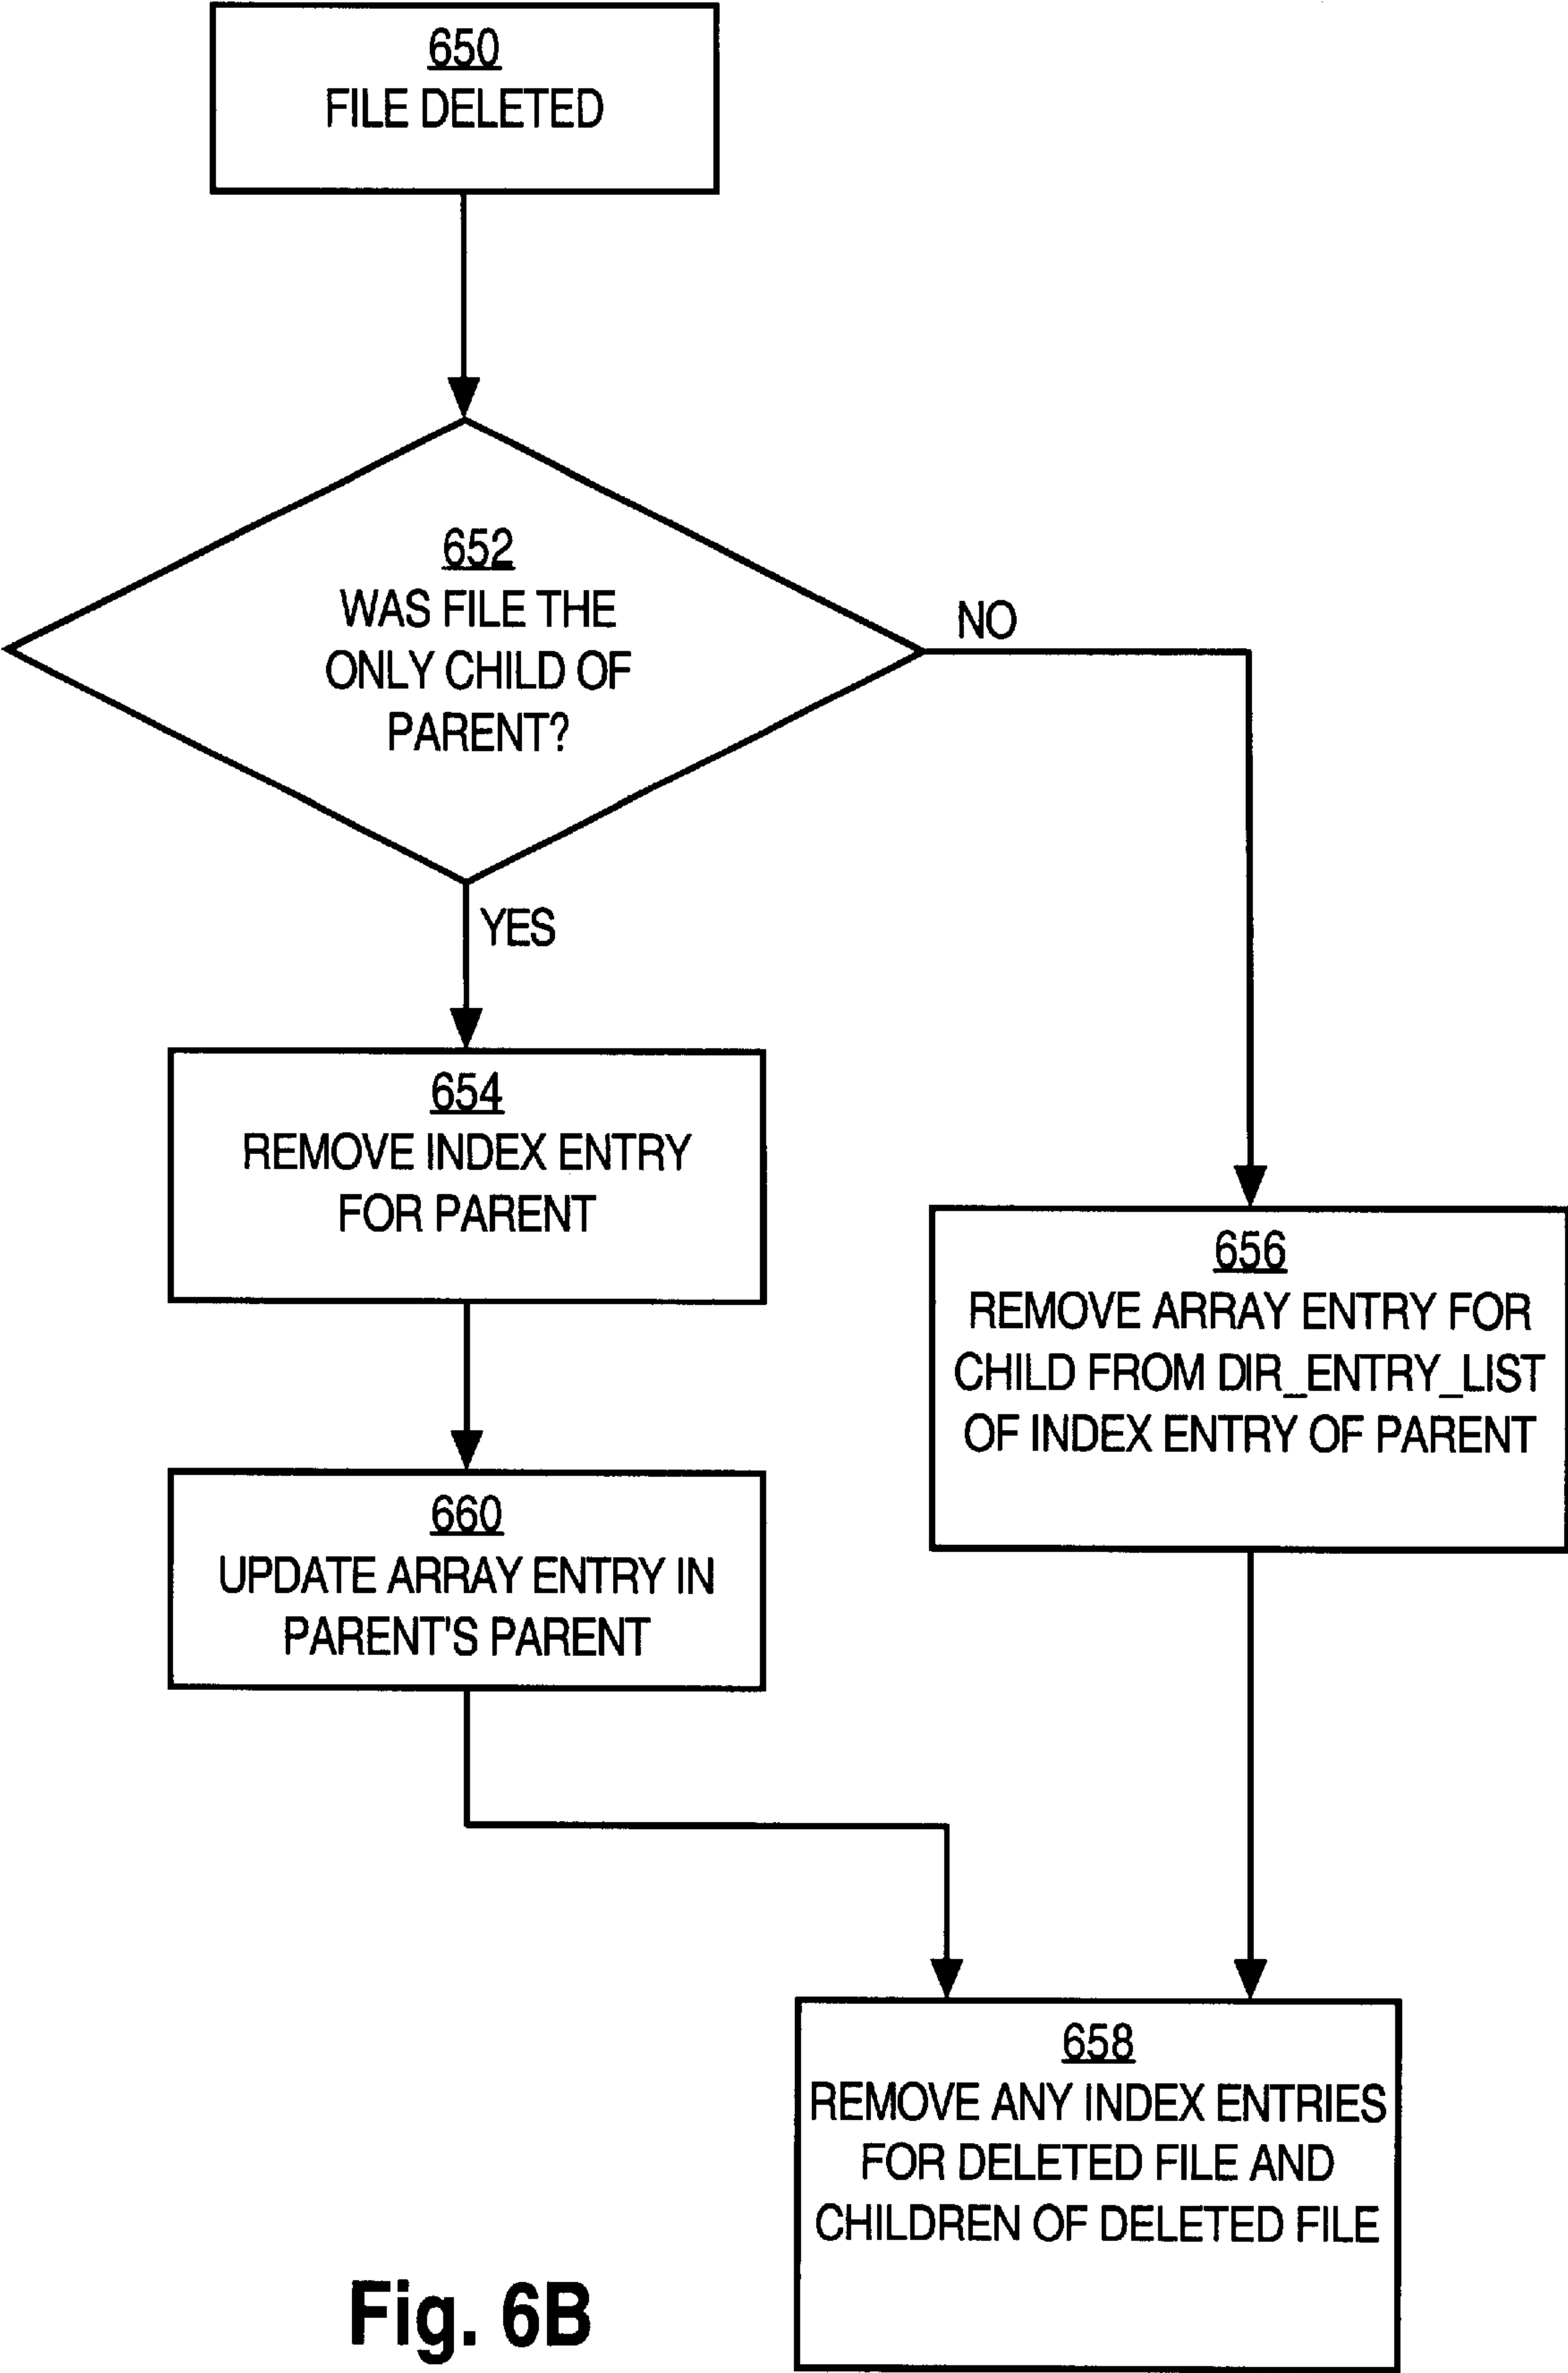 650
FILE DELETED
652
WAS FILE THE
ONLY CHILD OF
PARENT?
NO
YES
654
REMOVE INDEX ENTRY
FOR PARENT
656
REMOVE ARRAY ENTRY FOR
CHILD FROM DIR_ENTRY_LIST
OF INDEX ENTRY OF PARENT
660
UPDATE ARRAY ENTRY IN
PARENT'S PARENT
658
REMOVE ANY INDEX ENTRIES
FOR DELETED FILE AND
CHILDREN OF DELETED FILE
Fig. 6B